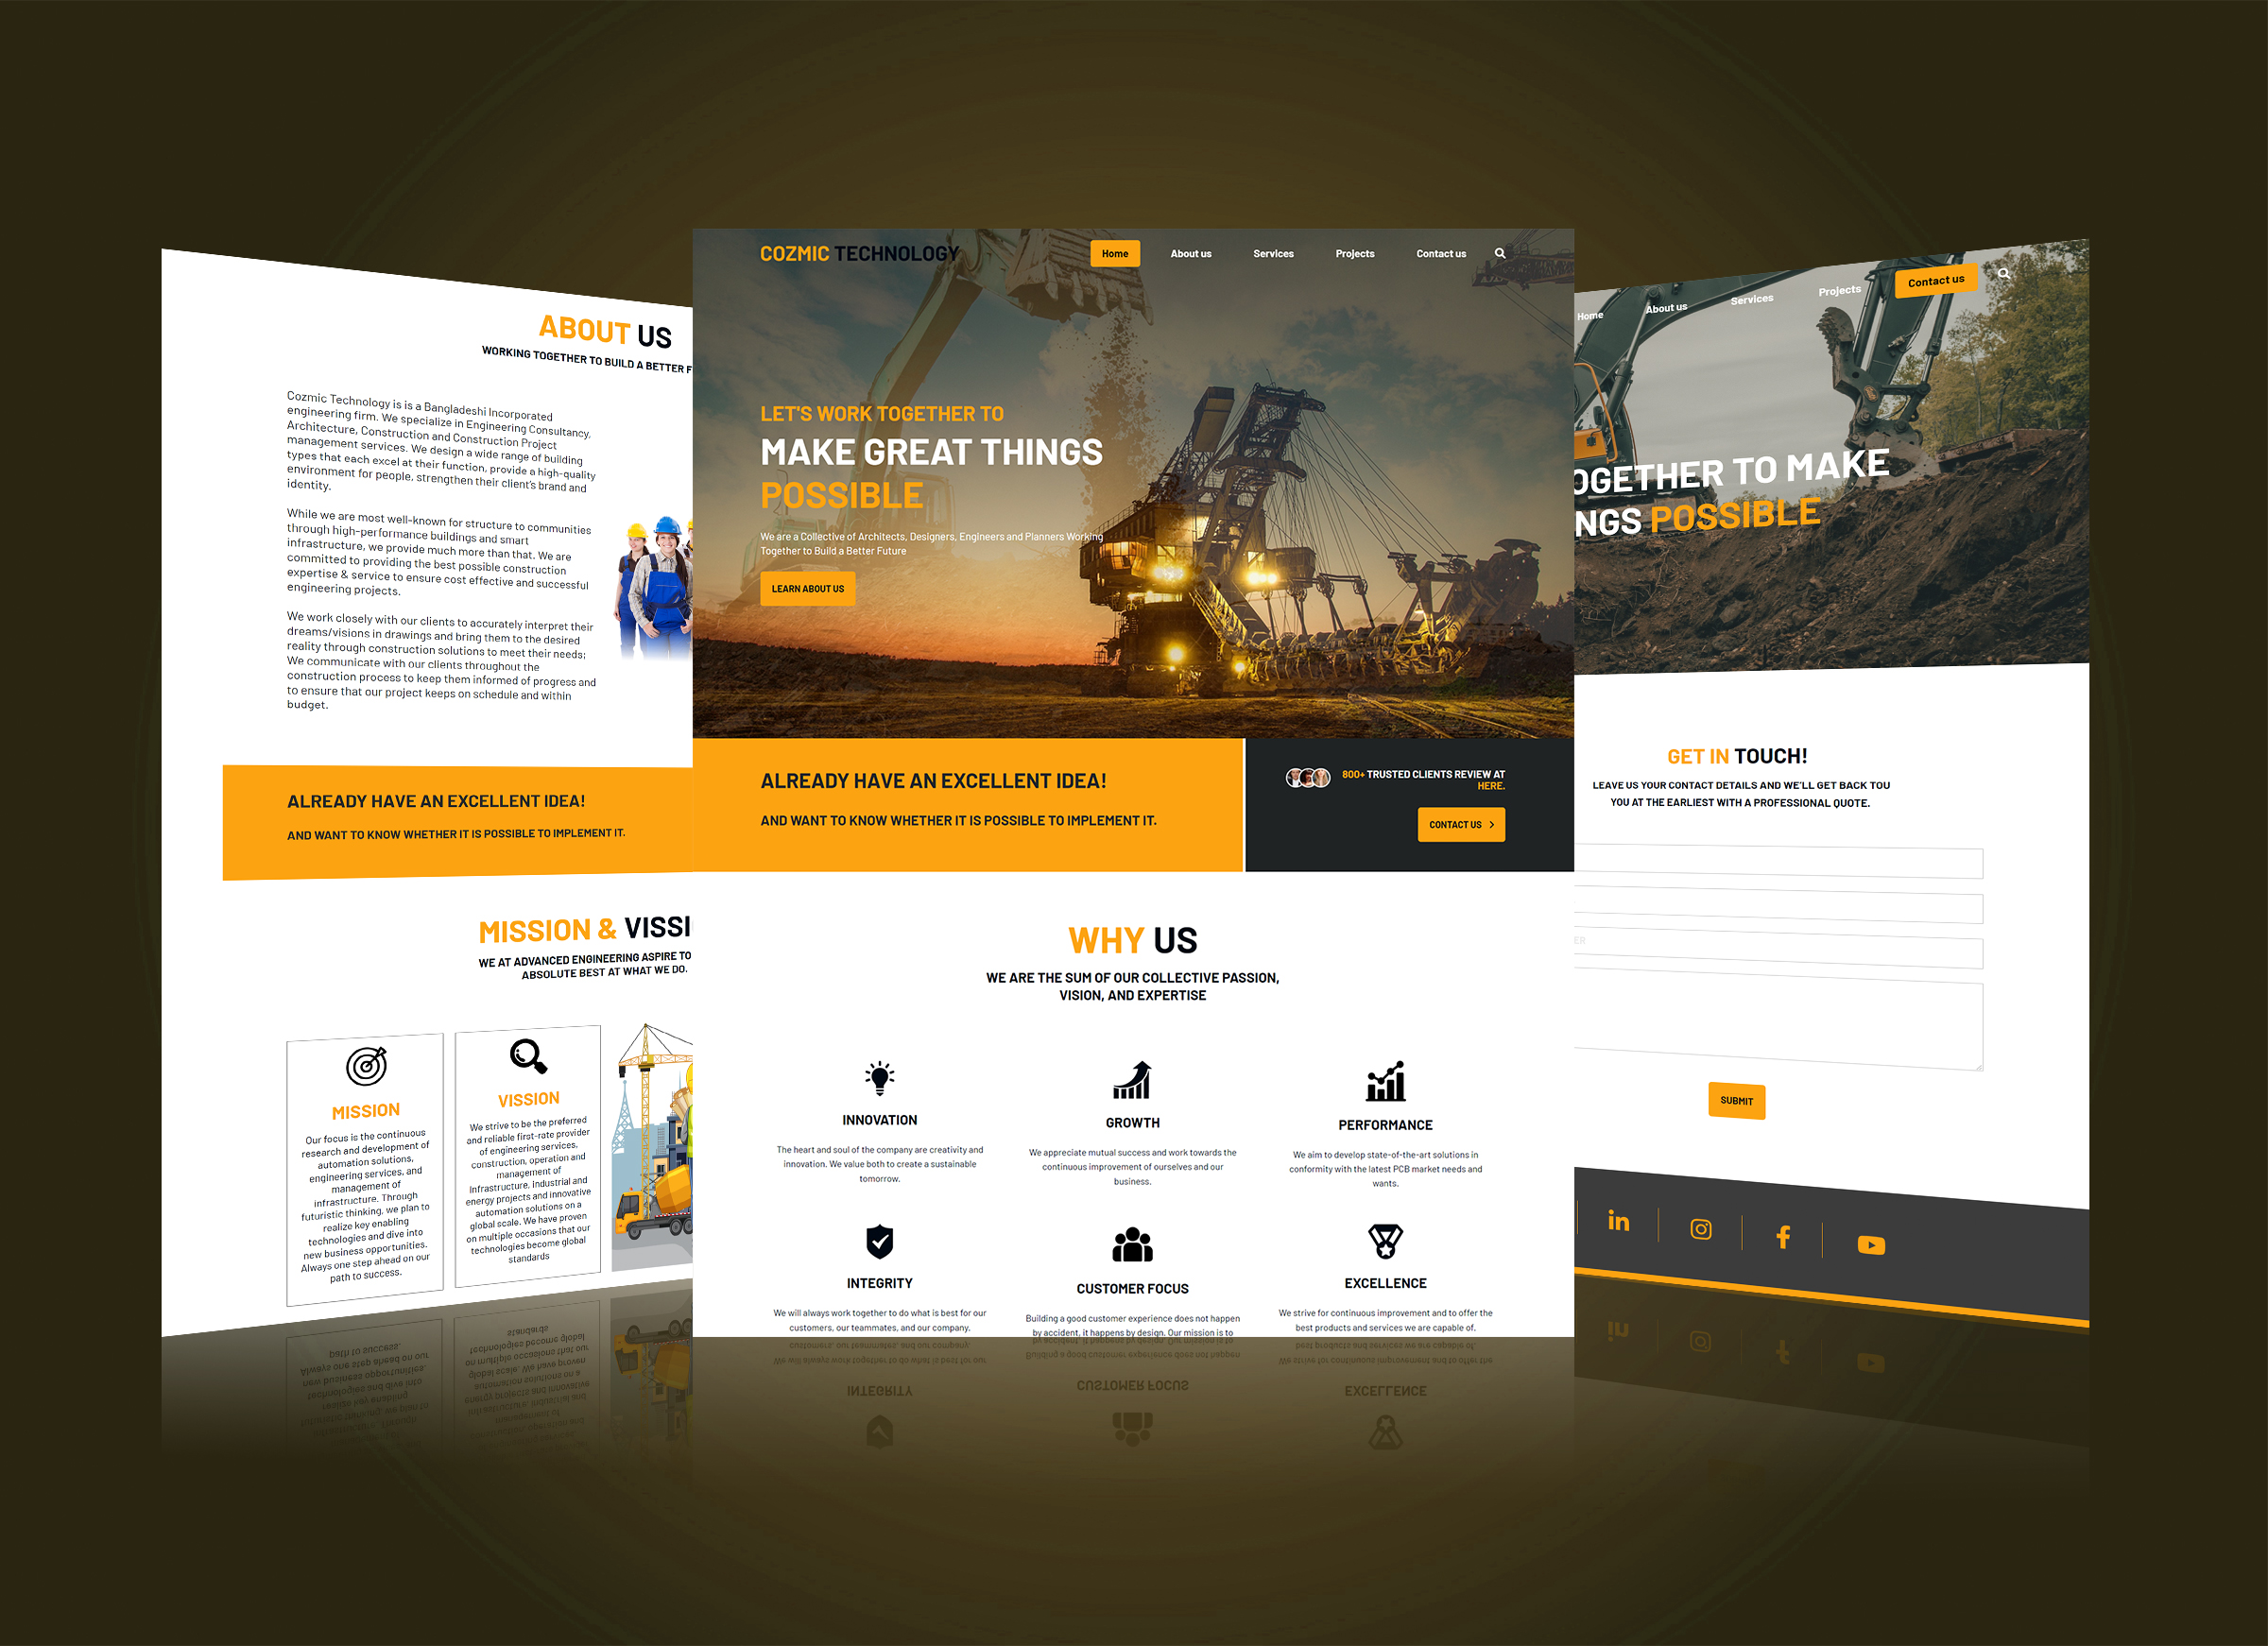 ABOUT US
WORKING TOGETHER TO BUILD A BETTER F
Cozmic Technology is is a Bangladeshi Incorporated
engineering firm. We specialize in Engineering Consultancy,
Architecture, Construction and Construction Project
management services. We design a wide range of building
types that each excel at their function, provide a high-quality
environment for people, strengthen their client's brand and
identity.
While we are most well-known for structure to communities
through high-performance buildings and smart
infrastructure, we provide much more than that. We are
committed to providing the best possible construction
expertise & service to ensure cost effective and successful
engineering projects.
We work closely with our clients to accurately interpret their
dreams/visions in drawings and bring them to the desired
reality through construction solutions to meet their needs;
We communicate with our clients throughout the
construction process to keep them informed of progress and
to ensure that our project keeps on schedule and within
budget.
ALREADY HAVE AN EXCELLENT IDEA!
AND WANT TO KNOW WHETHER IT IS POSSIBLE TO IMPLEMENT IT.
MISSION & VISSI
WE AT ADVANCED ENGINEERING ASPIRE TO
ABSOLUTE BEST AT WHAT WE DO.
MISSION
Our focus is the continuous
research and development of
automation solutions,
engineering services, and
management of
infrastructure. Through
futuristic thinking, we plan to
realize key enabling
technologies and dive into
new business opportunities.
Always one step ahead on our
path to success.
VISSION
We strive to be the preferred
and reliable first-rate provider
of engineering services,
construction, operation and
management of
Infrastructure, industrial and
energy projects and innovative
automation solutions on a
global scale. We have proven
on multiple occasions that our
technologies become global
standards
COZMIC TECHNOLOGY
Home About us Services Projects Contact us
LET'S WORK TOGETHER TO
MAKE GREAT THINGS
POSSIBLE
We are a Collective of Architects, Designers, Engineers and Planners Working
Together to Build a Better Future
LEARN ABOUT US
ALREADY HAVE AN EXCELLENT IDEA!
AND WANT TO KNOW WHETHER IT IS POSSIBLE TO IMPLEMENT IT.
800+ TRUSTED CLIENTS REVIEW AT
HERE.
CONTACT US
WHY US
WE ARE THE SUM OF OUR COLLECTIVE PASSION,
VISION, AND EXPERTISE
INNOVATION
The heart and soul of the company are creativity and
innovation. We value both to create a sustainable
tomorrow.
GROWTH
We appreciate mutual success and work towards the
continuous improvement of ourselves and our
business.
PERFORMANCE
We aim to develop state-of-the-art solutions in
conformity with the latest PCB market needs and
wants.
INTEGRITY
We will always work together to do what is best for our
customers, our teammates, and our company.
CUSTOMER FOCUS
Building a good customer experience does not happen
by accident, it happens by design. Our mission is to
EXCELLENCE
We strive for continuous improvement and to offer the
best products and services we are capable of.
Home About us Services Projects Contact us
OGETHER TO MAKE
NGS POSSIBLE
GET IN TOUCH!
LEAVE US YOUR CONTACT DETAILS AND WE'LL GET BACK TOU
YOU AT THE EARLIEST WITH A PROFESSIONAL QUOTE.
ER
SUBMIT
in